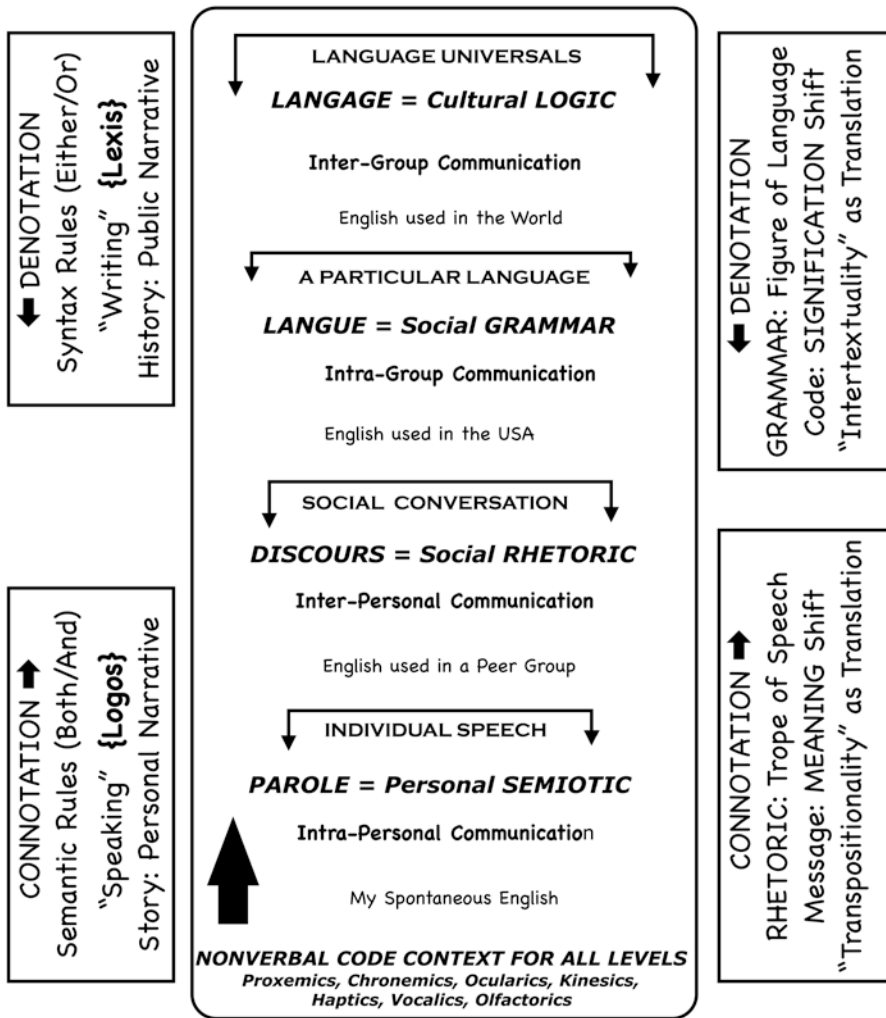 ⬇ DENOTATION
Syntax Rules (Either/Or)
"Writing" {Lexis}
History: Public Narrative
CONNOTATION ⬆
Semantic Rules (Both/And)
"Speaking" {Logos}
Story: Personal Narrative
LANGUAGE UNIVERSALS
LANGAGE = Cultural LOGIC
Inter-Group Communication
English used in the World
A PARTICULAR LANGUAGE
LANGUE = Social GRAMMAR
Intra-Group Communication
English used in the USA
SOCIAL CONVERSATION
DISCOURS = Social RHETORIC
Inter-Personal Communication
English used in a Peer Group
INDIVIDUAL SPEECH
PAROLE = Personal SEMIOTIC
Intra-Personal Communication
My Spontaneous English
NONVERBAL CODE CONTEXT FOR ALL LEVELS
Proxemics, Chronemics, Ocularics, Kinesics,
Haptics, Vocalics, Olfactorics
⬇ DENOTATION
GRAMMAR: Figure of Language
Code: SIGNIFICATION Shift
"Intertextuality" as Translation
CONNOTATION ⬆
RHETORIC: Trope of Speech
Message: MEANING Shift
"Transpositionality" as Translation